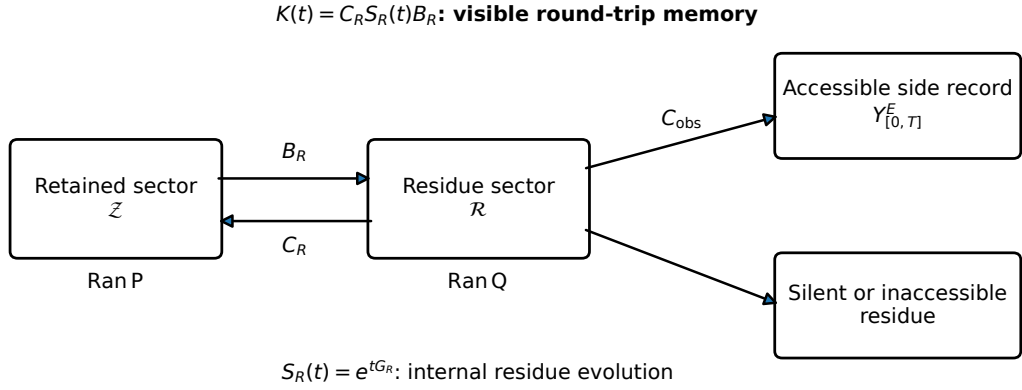 K(t) = C_R S_R(t)B_R: visible round-trip memory
Accessible side record
Y^E_{[0, T]}
C_obs
B_R
Retained sector
𝒵
Residue sector
ℛ
C_R
Ran P
Ran Q
Silent or inaccessible
residue
S_R(t) = e^{tG_R}: internal residue evolution